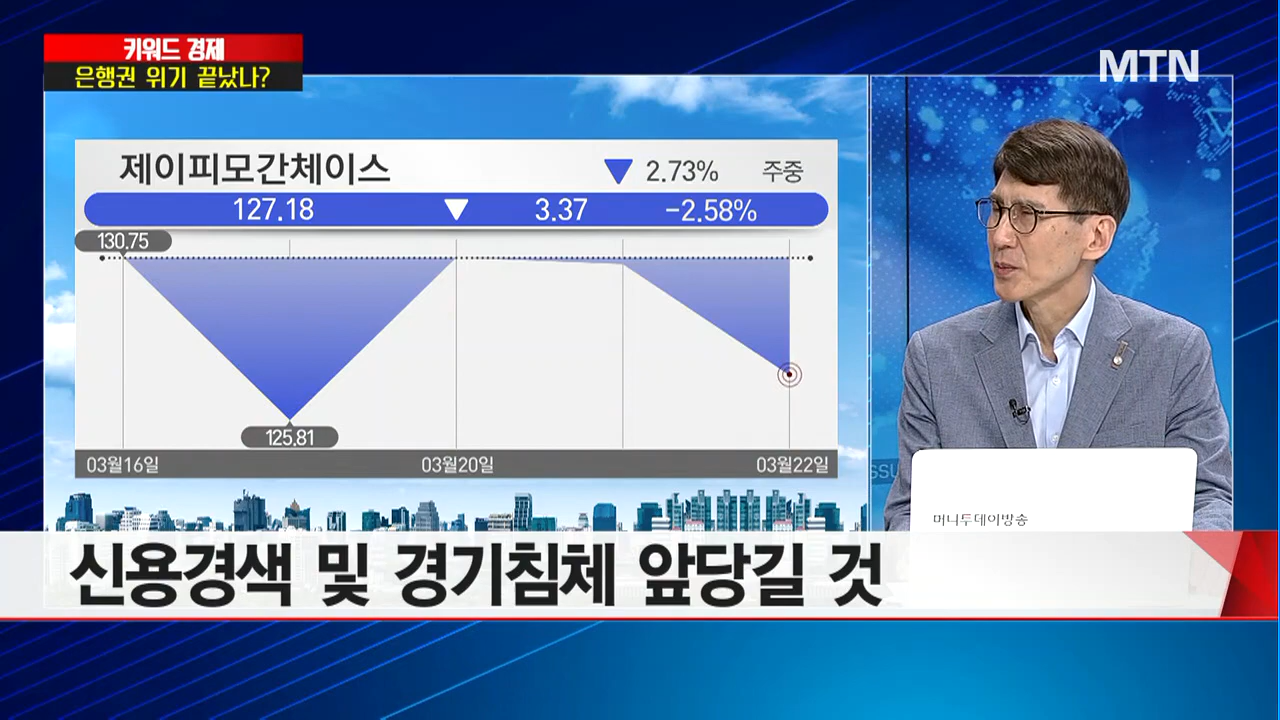 키워드 경제
은행권 위기 끝났나?
MTN
제이피모간체이스 ▼ 2.73% 주중
127.18 ▼ 3.37 -2.58%
130.75
125.81
03월16일 03월20일 03월22일
머니투데이방송
신용경색 및 경기침체 앞당길 것